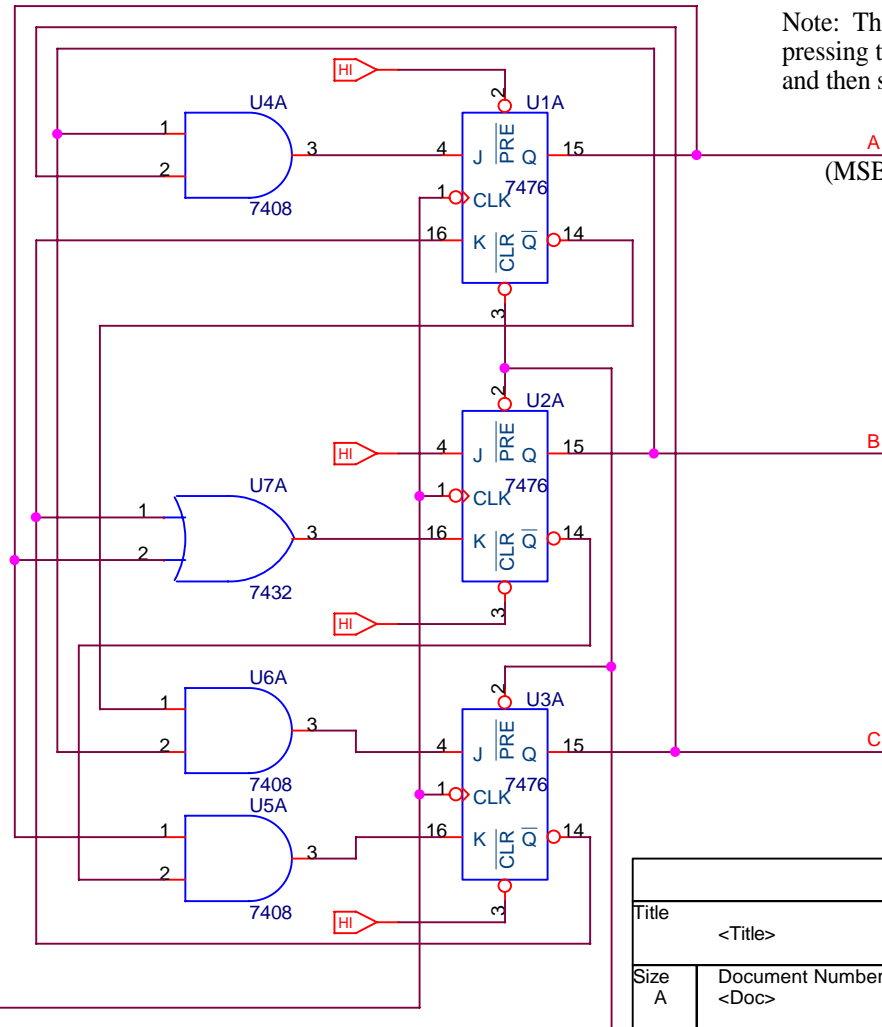 Note: Th
pressing t
and then s
HI
2
U4A
U1A
1
3
4
J
PRE
Q
15
A
(MSB
2
7408
1
CLK
7476
16
K
CLR
Q
14
3
2
U2A
HI
4
J
PRE
Q
15
B
U7A
1
1
CLK
7476
2
3
16
K
CLR
Q
14
7432
HI
3
U6A
2
U3A
1
3
4
J
PRE
Q
15
C
2
7408
1
CLK
7476
U5A
1
3
16
K
CLR
Q
14
2
7408
HI
3
Title
<Title>
Size
A
Document Number
<Doc>